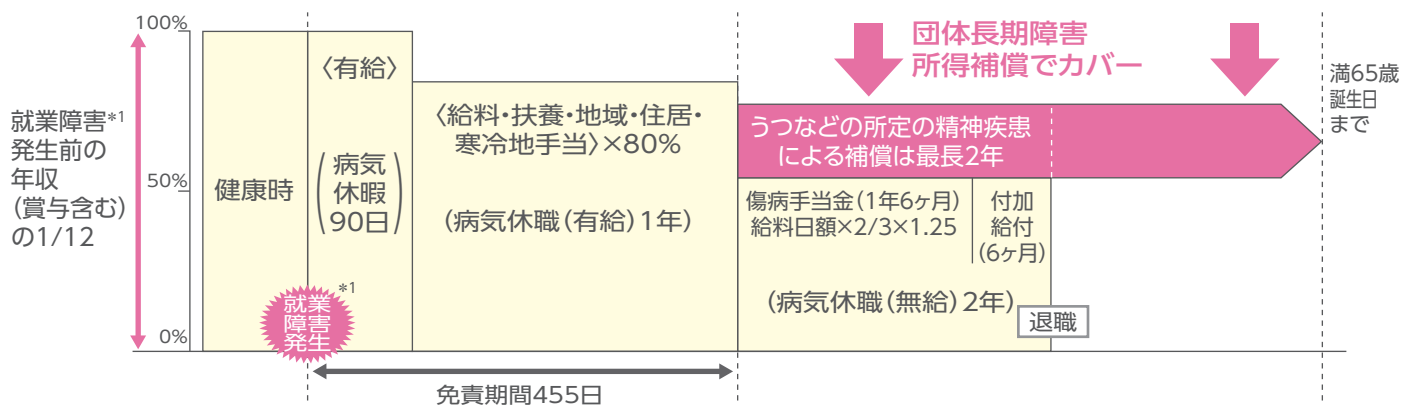 100%
50%
0%
就業障害*1
発生前の
年収
(賞与含む)
の1/12
健康時
〈有給〉
病気
休暇
90日
就業
障害
発生
*1
〈給料・扶養・地域・住居・
寒冷地手当〉×80%
(病気休職(有給)1年)
免責期間455日
団体長期障害
所得補償でカバー
うつなどの所定の精神疾患
による補償は最長2年
傷病手当金(1年6ヶ月)
給料日額×2/3×1.25
付加
給付
(6ヶ月)
(病気休職(無給)2年)
退職
満65歳
誕生日
まで